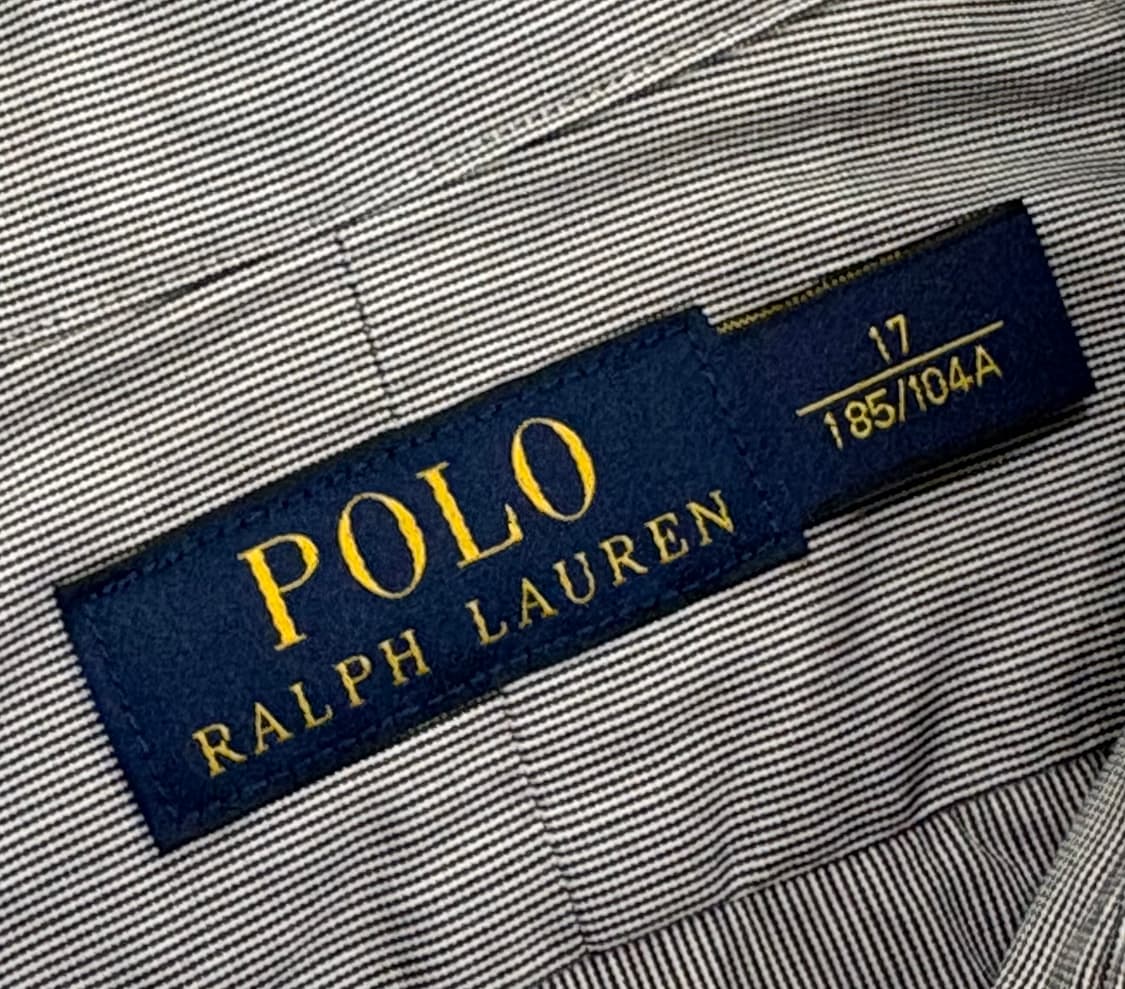 POLO
RALPH LAUREN
17
185/104A